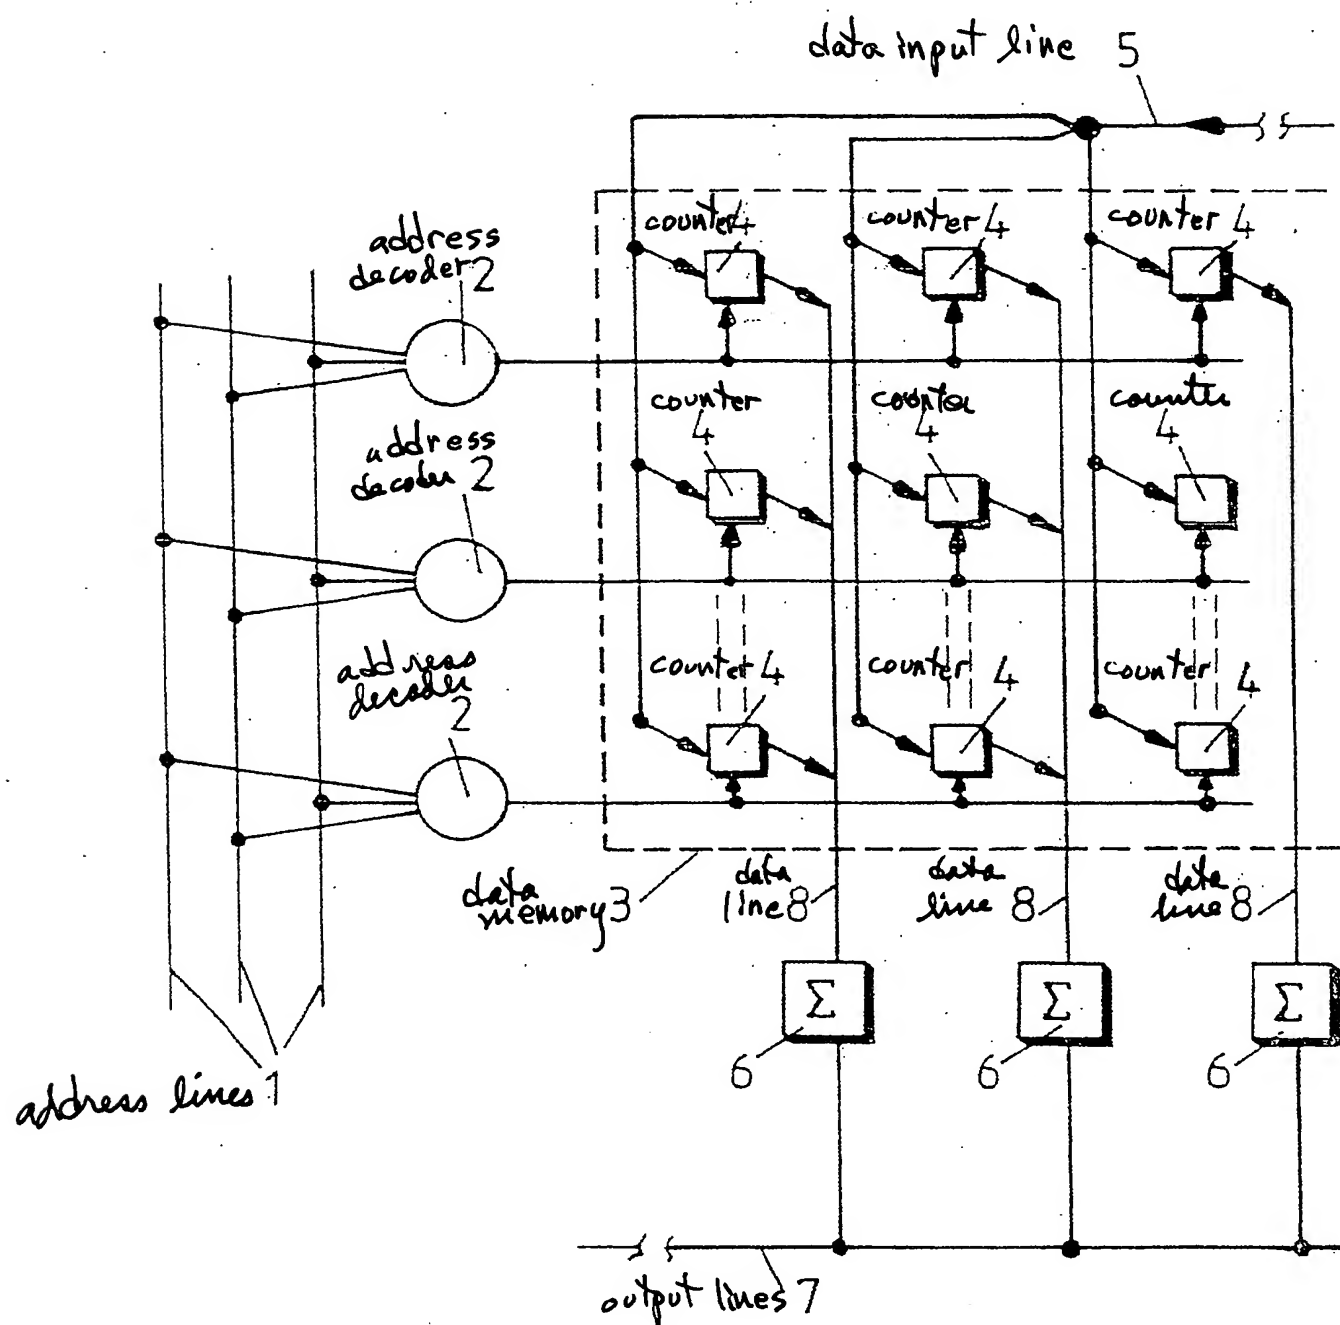 data input line 5
counter 4 counter 4 counter 4
address
decoder 2
counter counter counter
4 4 4
address
decoder 2
address
decoder
2
counter 4 counter 4 counter 4
data
memory 3
data
line 8
data
line 8
data
line 8
Σ Σ Σ
6 6 6
address lines 1
output lines 7